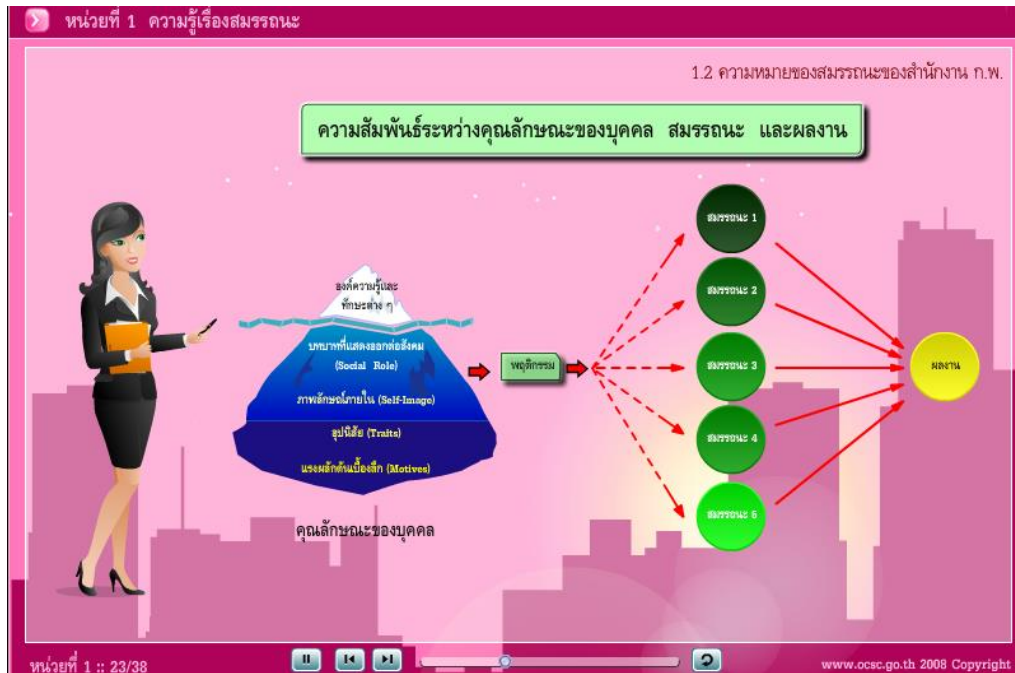 หน่วยที่ 1 ความรู้เรื่องสมรรถนะ
1.2 ความหมายของสมรรถนะของสำนักงาน ก.พ.
ความสัมพันธ์ระหว่างคุณลักษณะของบุคคล สมรรถนะ และผลงาน
องค์ความรู้และ
ทักษะต่าง ๆ
บทบาทที่แสดงออกต่อสังคม
(Social Role)
ภาพลักษณ์ภายใน (Self-Image)
อุปนิสัย (Traits)
แรงผลักดันเบื้องลึก (Motives)
คุณลักษณะของบุคคล
พฤติกรรม
สมรรถนะ 1
สมรรถนะ 2
สมรรถนะ 3
สมรรถนะ 4
สมรรถนะ 5
ผลงาน
หน่วยที่ 1 :: 23/38
www.ocsc.go.th 2008 Copyright